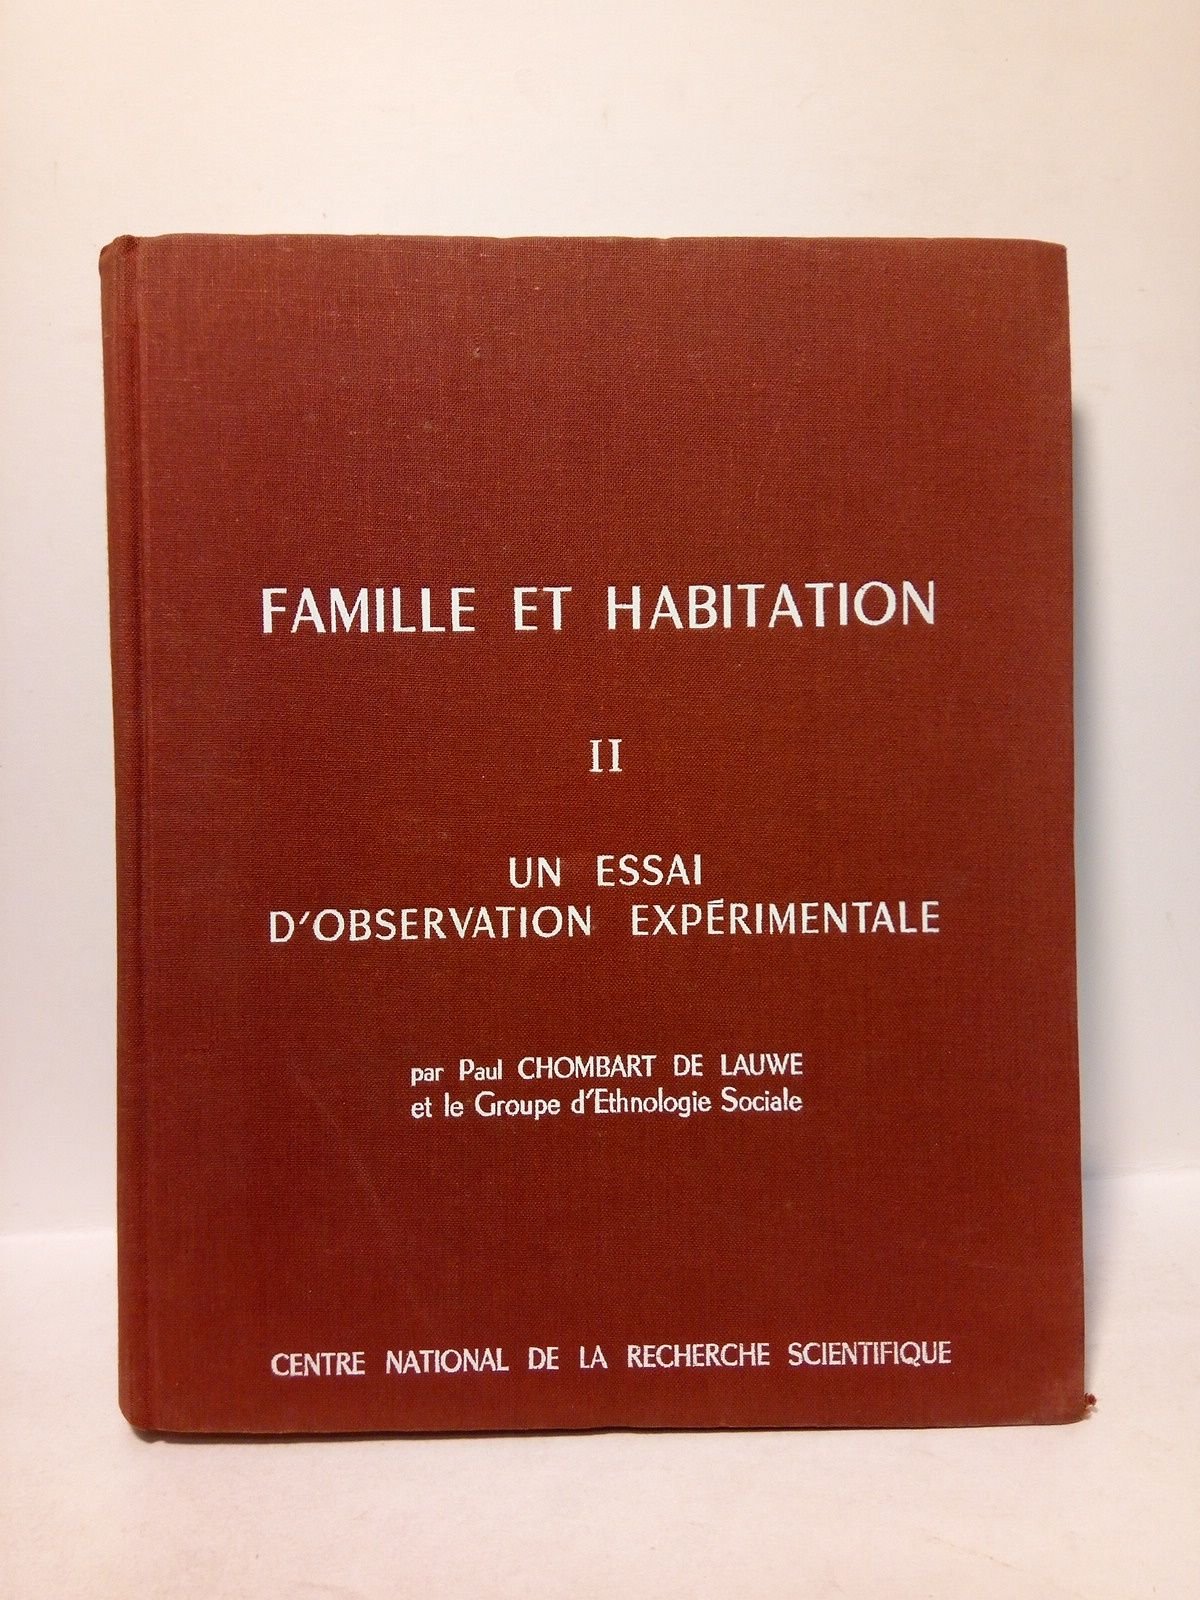 FAMILLE ET HABITATION
II
UN ESSAI
D'OBSERVATION EXPÉRIMENTALE
par Paul CHOMBART DE LAUWE
et le Groupe d'Ethnologie Sociale
CENTRE NATIONAL DE LA RECHERCHE SCIENTIFIQUE